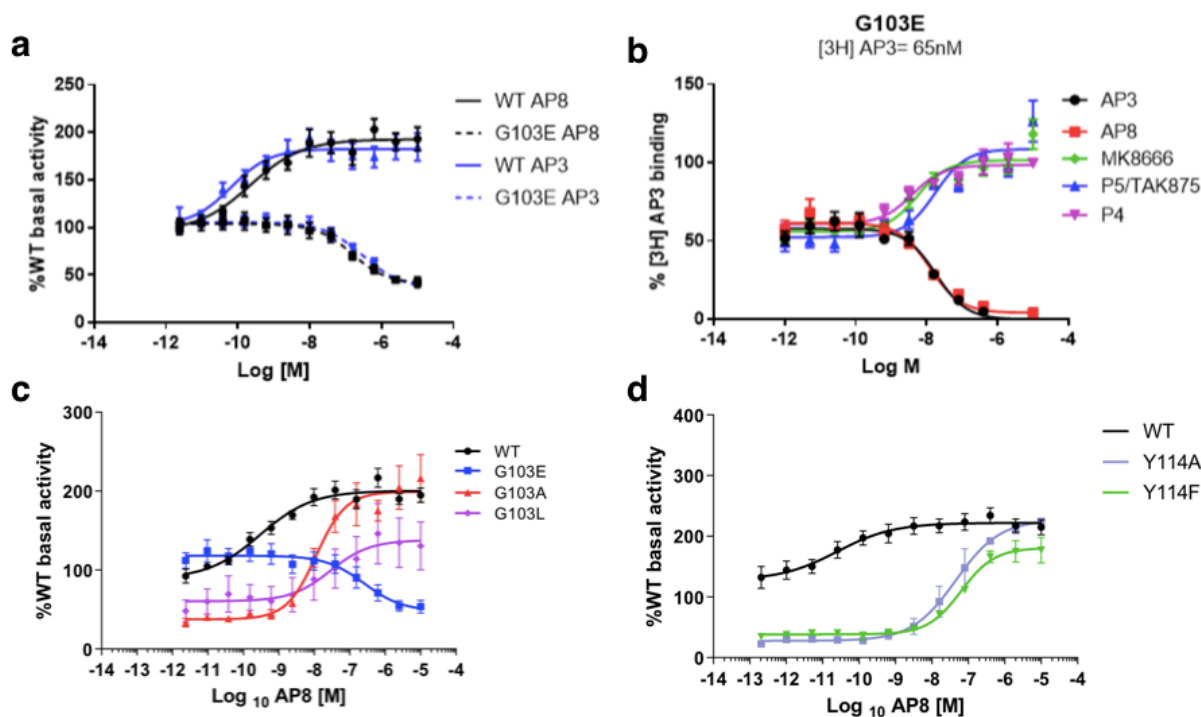 a
250
200
150
100
50
0
%WT basal activity
-14
-12
-10
-8
-6
-4
Log [M]
WT AP8
G103E AP8
WT AP3
G103E AP3
b
G103E
[3H] AP3= 65nM
150
100
50
0
% [3H] AP3 binding
-14
-12
-10
-8
-6
-4
Log M
AP3
AP8
MK8666
P5/TAK875
P4
c
300
200
100
0
%WT basal activity
-14 -13 -12 -11 -10 -9 -8 -7 -6 -5 -4
Log 10 AP8 [M]
WT
G103E
G103A
G103L
d
400
300
200
100
0
%WT basal activity
-14 -13 -12 -11 -10 -9 -8 -7 -6 -5 -4
Log 10 AP8 [M]
WT
Y114A
Y114F